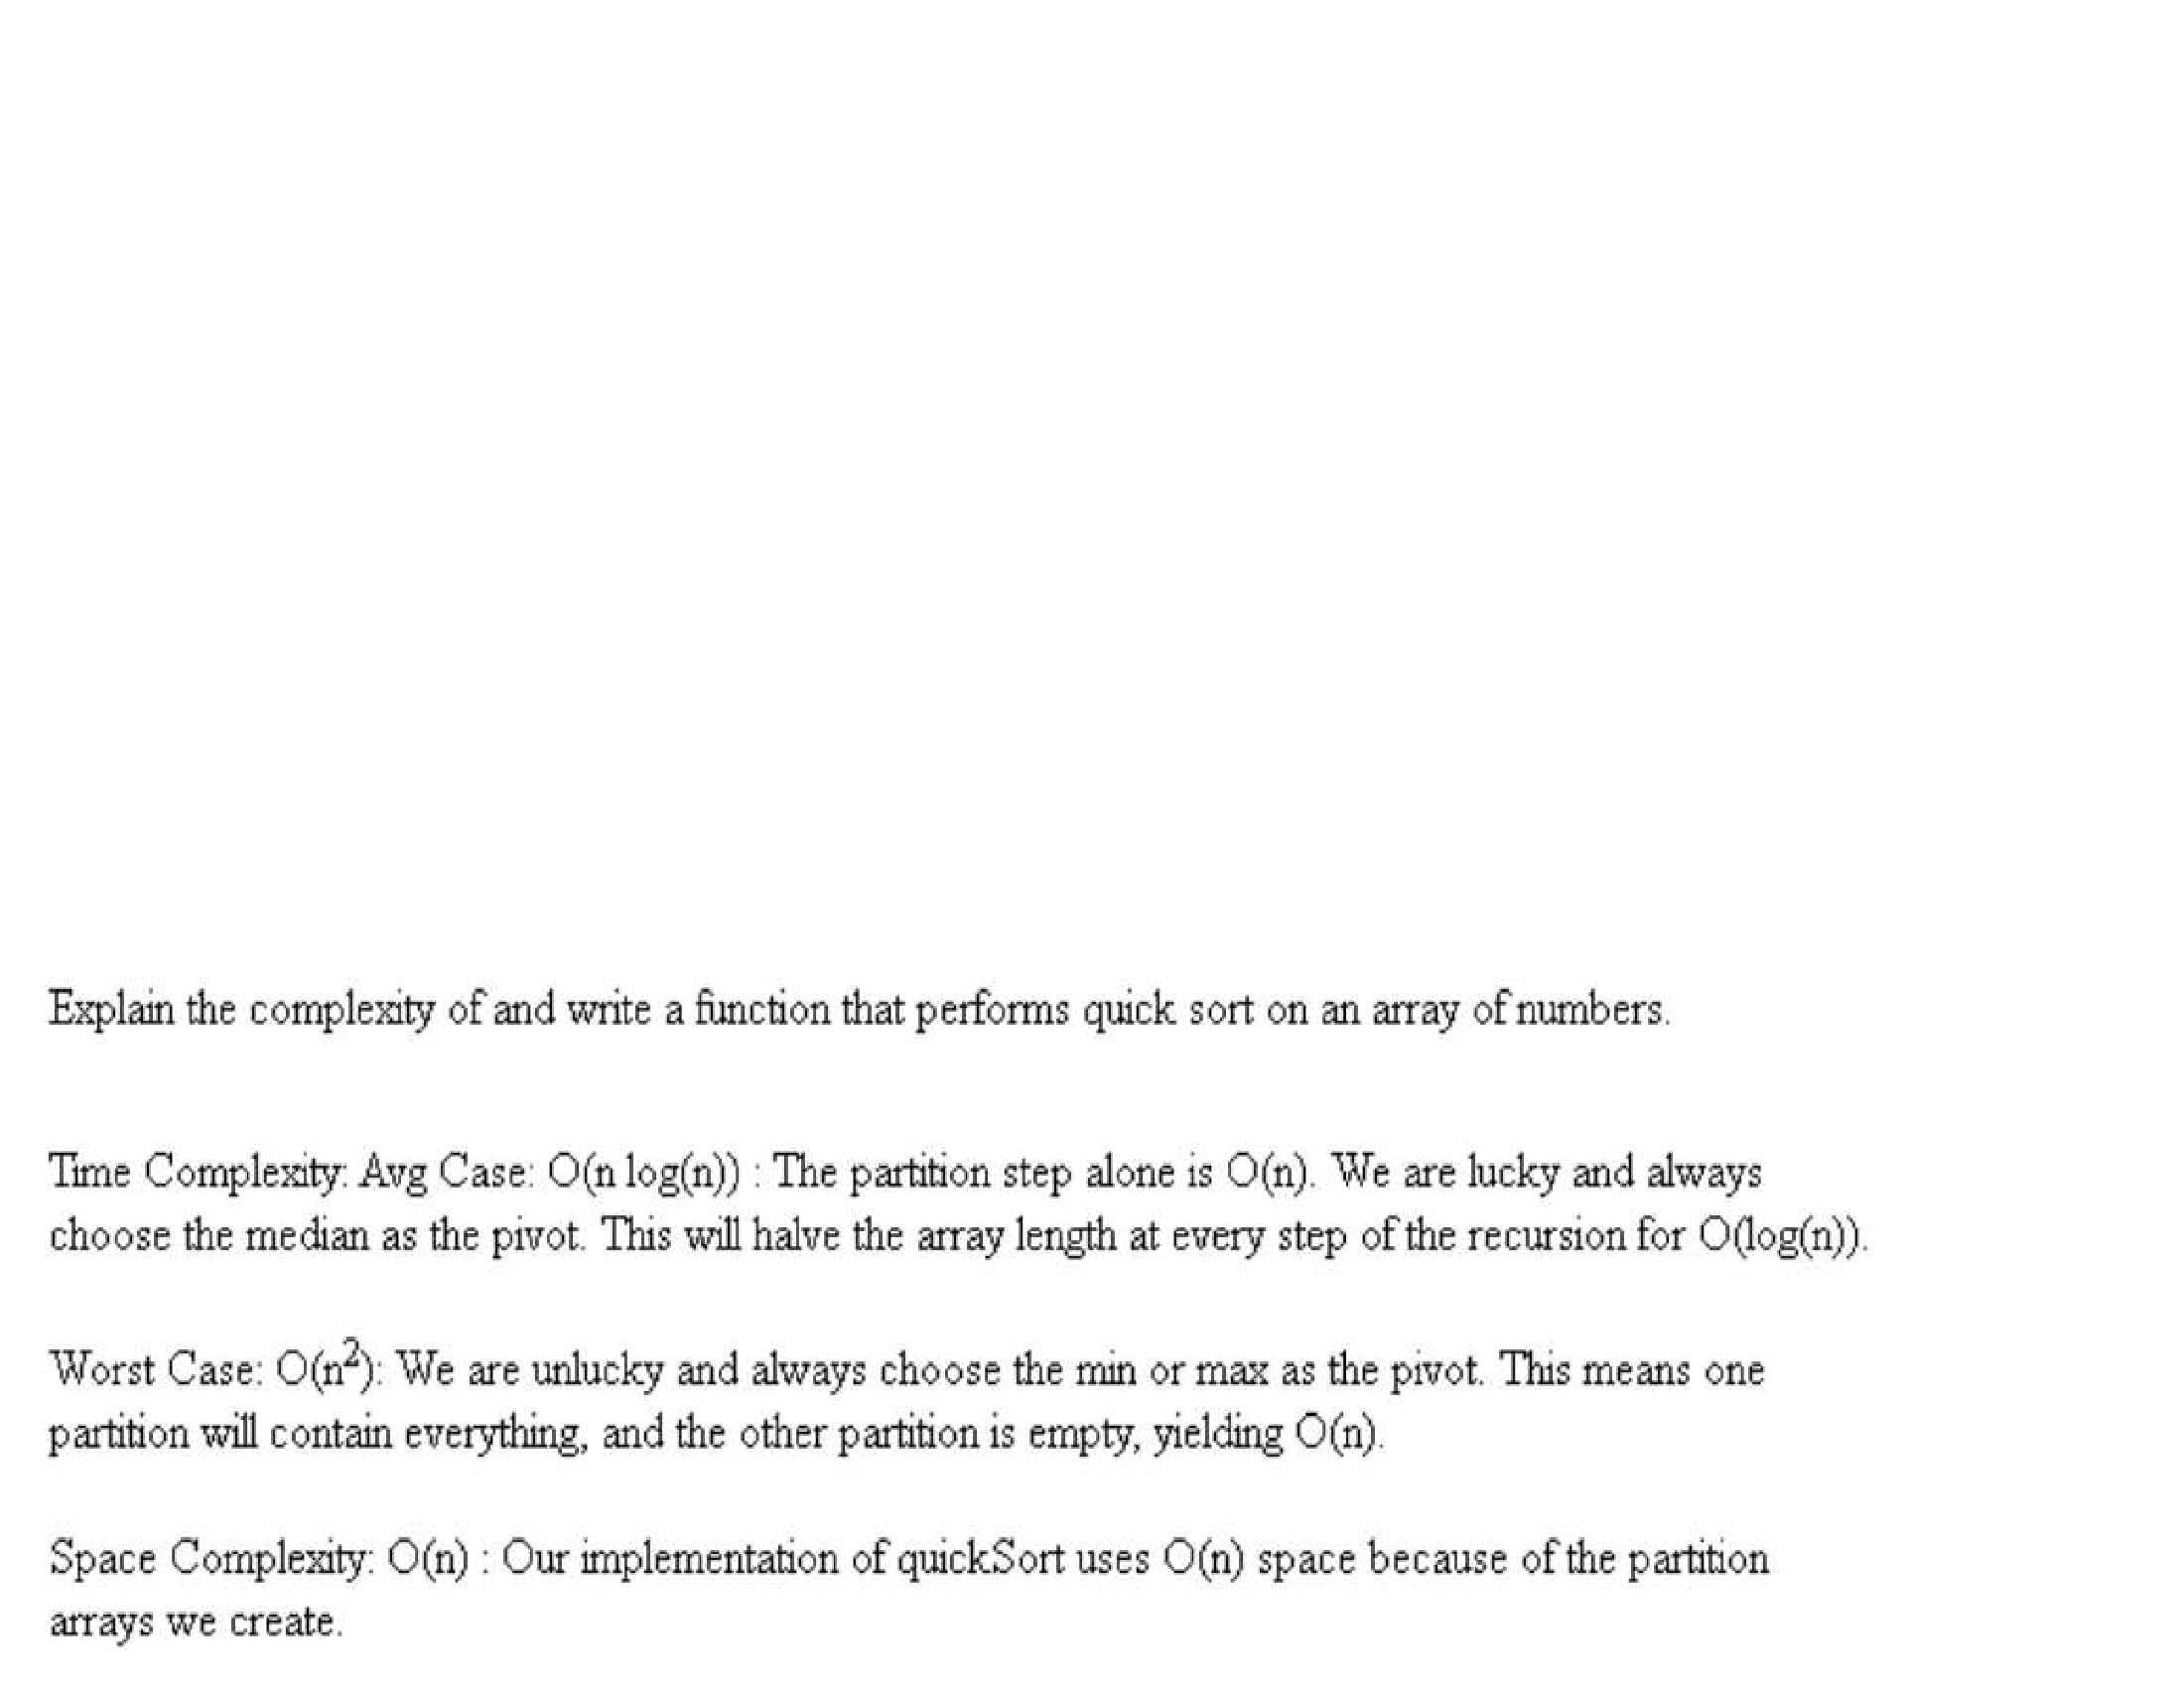 Explain the complexity of and write a function that performs quick sort on an array of numbers.
Time Complexity: Avg Case: O(n log(n)) : The partition step alone is O(n). We are lucky and always
choose the median as the pivot. This will halve the array length at every step of the recursion for O(log(n)).
Worst Case: O(n²): We are unlucky and always choose the min or max as the pivot. This means one
partition will contain everything, and the other partition is empty, yielding O(n).
Space Complexity: O(n) : Our implementation of quickSort uses O(n) space because of the partition
arrays we create.